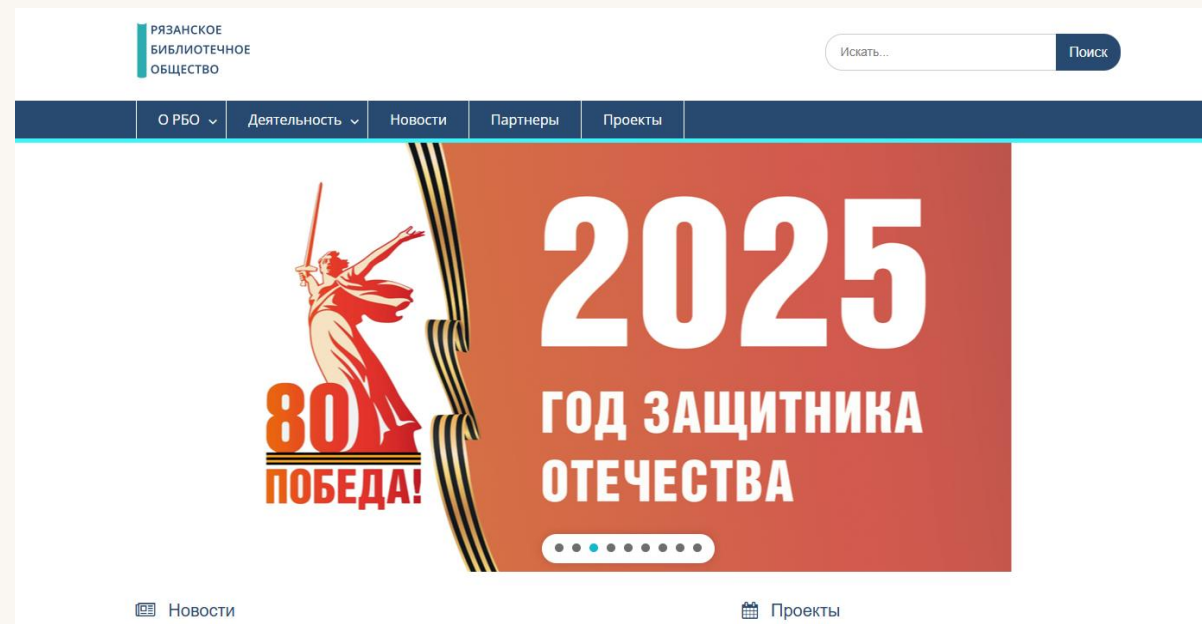 РЯЗАНСКОЕ
БИБЛИОТЕЧНОЕ
ОБЩЕСТВО
Искать...
Поиск
О РБО
Деятельность
Новости
Партнеры
Проекты
80
ПОБЕДА!
2025
ГОД ЗАЩИТНИКА
ОТЕЧЕСТВА
Новости
Проекты